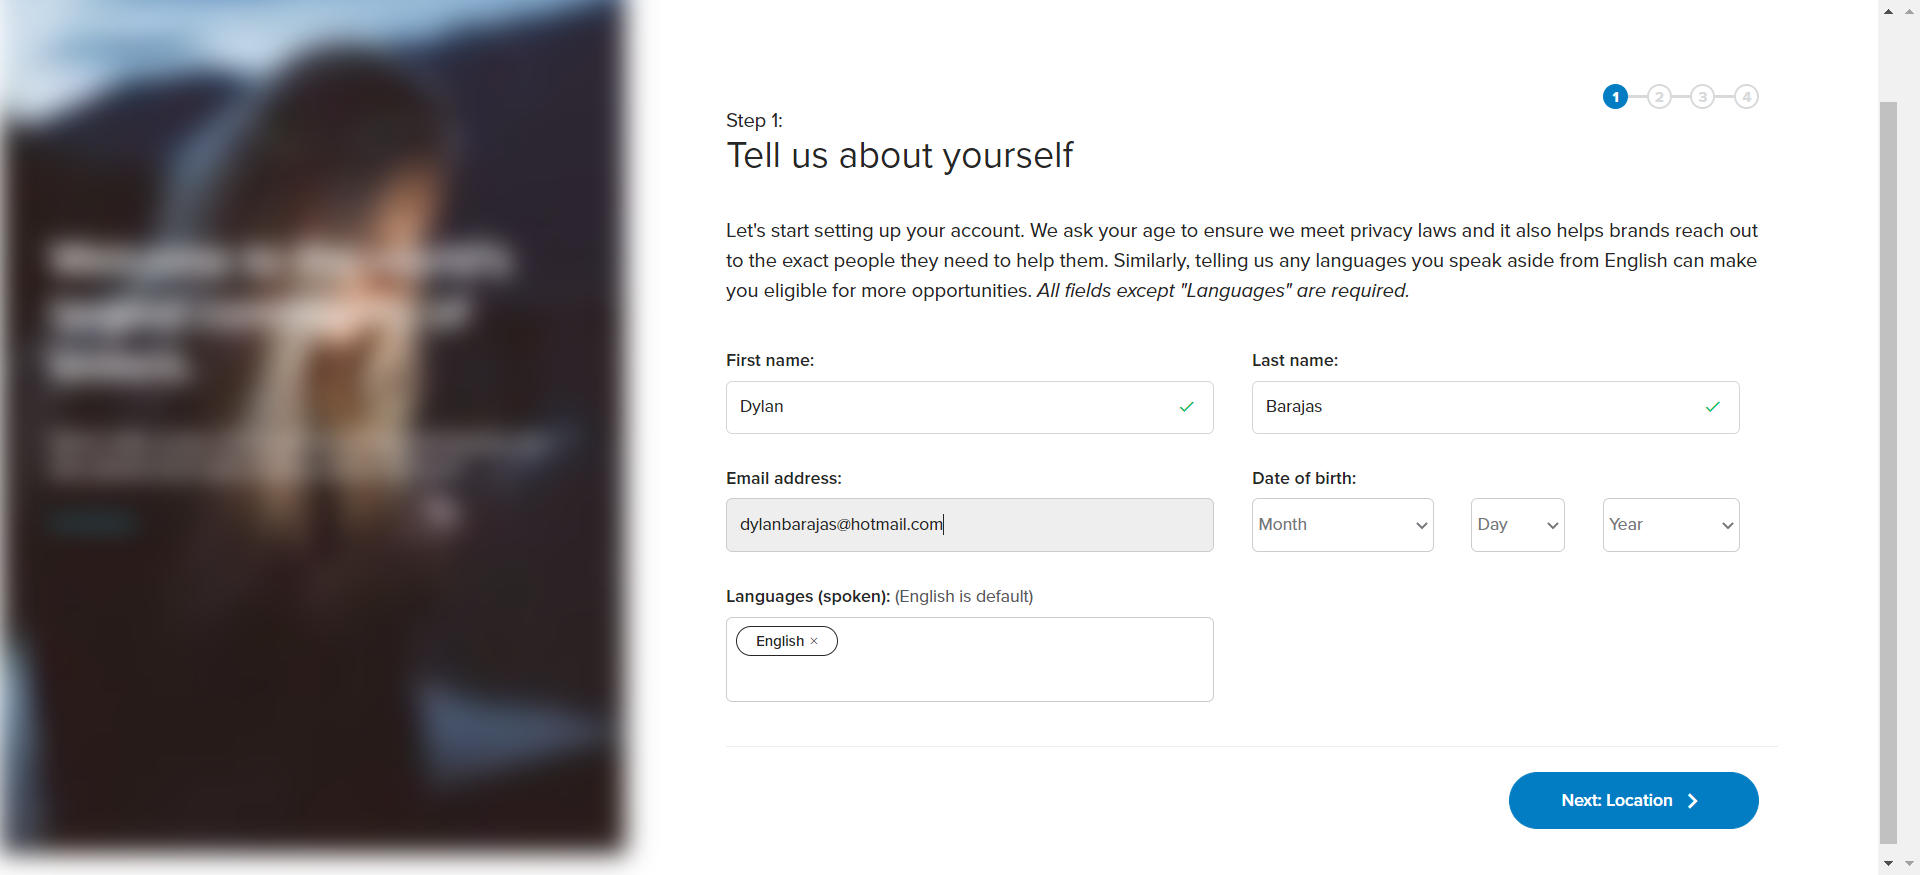 1 2 3 4
Step 1:
Tell us about yourself
Let's start setting up your account. We ask your age to ensure we meet privacy laws and it also helps brands reach out
to the exact people they need to help them. Similarly, telling us any languages you speak aside from English can make
you eligible for more opportunities. All fields except "Languages" are required.
First name:
Last name:
Dylan
Barajas
Email address:
Date of birth:
dylanbarajas@hotmail.com
Month
Day
Year
Languages (spoken): (English is default)
English ×
Next: Location